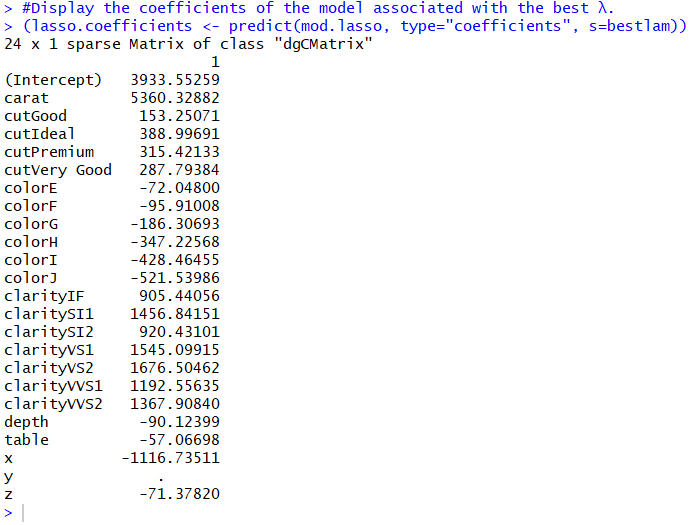 > #Display the coefficients of the model associated with the best λ.
> (lasso.coefficients <- predict(mod.lasso, type="coefficients", s=bestlam))
24 x 1 sparse Matrix of class "dgCMatrix"
1
(Intercept) 3933.55259
carat 5360.32882
cutGood 153.25071
cutIdeal 388.99691
cutPremium 315.42133
cutVery Good 287.79384
colorE -72.04800
colorF -95.91008
colorG -186.30693
colorH -347.22568
colorI -428.46455
colorJ -521.53986
clarityIF 905.44056
claritySI1 1456.84151
claritySI2 920.43101
clarityVS1 1545.09915
clarityVS2 1676.50462
clarityVVS1 1192.55635
clarityVVS2 1367.90840
depth -90.12399
table -57.06698
x -1116.73511
y .
z -71.37820
>